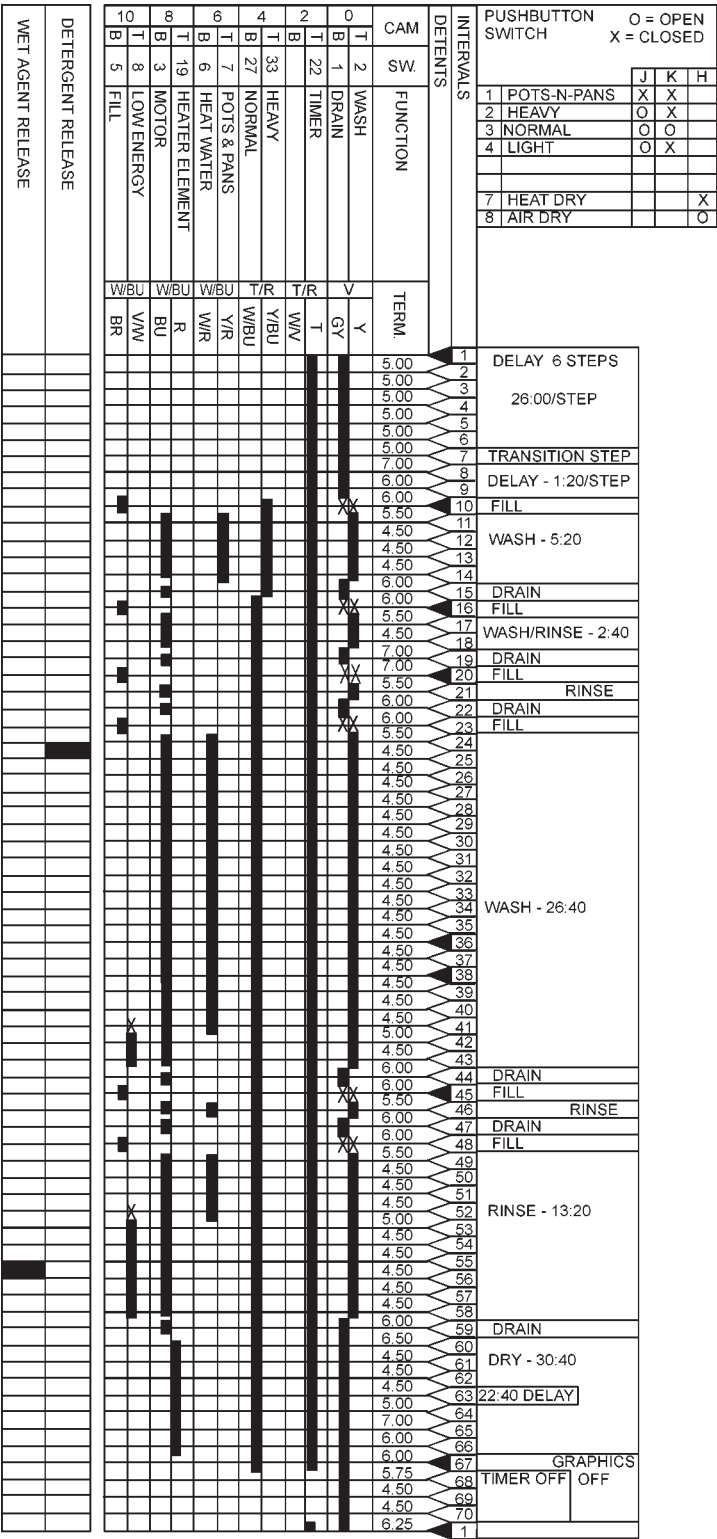 PUSHBUTTON SWITCH O = OPEN X = CLOSED
J K H
1 POTS-N-PANS X X
2 HEAVY O X
3 NORMAL O O
4 LIGHT O X
7 HEAT DRY X
8 AIR DRY O
WET AGENT RELEASE
DETERGENT RELEASE
10 8 6 4 2 0 CAM
B T B T B T B T B T B T
5 8 3 19 6 7 27 33 22 1 2 SW.
FILL
LOW ENERGY
MOTOR
HEATER ELEMENT
HEAT WATER
POTS & PANS
NORMAL
HEAVY
TIMER
DRAIN
WASH
FUNCTION
DETENTS
INTERVALS
W/BU W/BU W/BU T/R T/R V
BR V/W BU R W/R Y/R W/BU Y/BU W/V T GY Y TERM.
1 DELAY 6 STEPS
5.00
2
5.00
3 26:00/STEP
5.00
4
5.00
5
5.00
6
5.00
7 TRANSITION STEP
7.00
8 DELAY - 1:20/STEP
6.00
9
6.00
X X 10 FILL
5.50
11
4.50
12 WASH - 5:20
4.50
13
4.50
14
6.00
15 DRAIN
6.00
X X 16 FILL
5.50
17 WASH/RINSE - 2:40
4.50
18
7.00
19 DRAIN
7.00
X X 20 FILL
5.50
21 RINSE
6.00
22 DRAIN
6.00
X X 23 FILL
5.50
24
4.50
25
4.50
26
4.50
27
4.50
28
4.50
29
4.50
30
4.50
31
4.50
32
4.50
33
4.50
34 WASH - 26:40
4.50
35
4.50
36
4.50
37
4.50
38
4.50
39
4.50
40
4.50
X 41
5.00
42
4.50
43
6.00
44 DRAIN
6.00
X X 45 FILL
5.50
46 RINSE
6.00
47 DRAIN
6.00
X X 48 FILL
5.50
49
4.50
50
4.50
51
4.50
X 52 RINSE - 13:20
5.00
53
4.50
54
4.50
55
4.50
56
4.50
57
4.50
58
6.00
59 DRAIN
6.50
60
4.50
61 DRY - 30:40
4.50
62
4.50
63 22:40 DELAY
5.00
64
7.00
65
6.00
66
6.00
67 GRAPHICS
5.75
68 TIMER OFF OFF
4.50
69
4.50
70
6.25
1